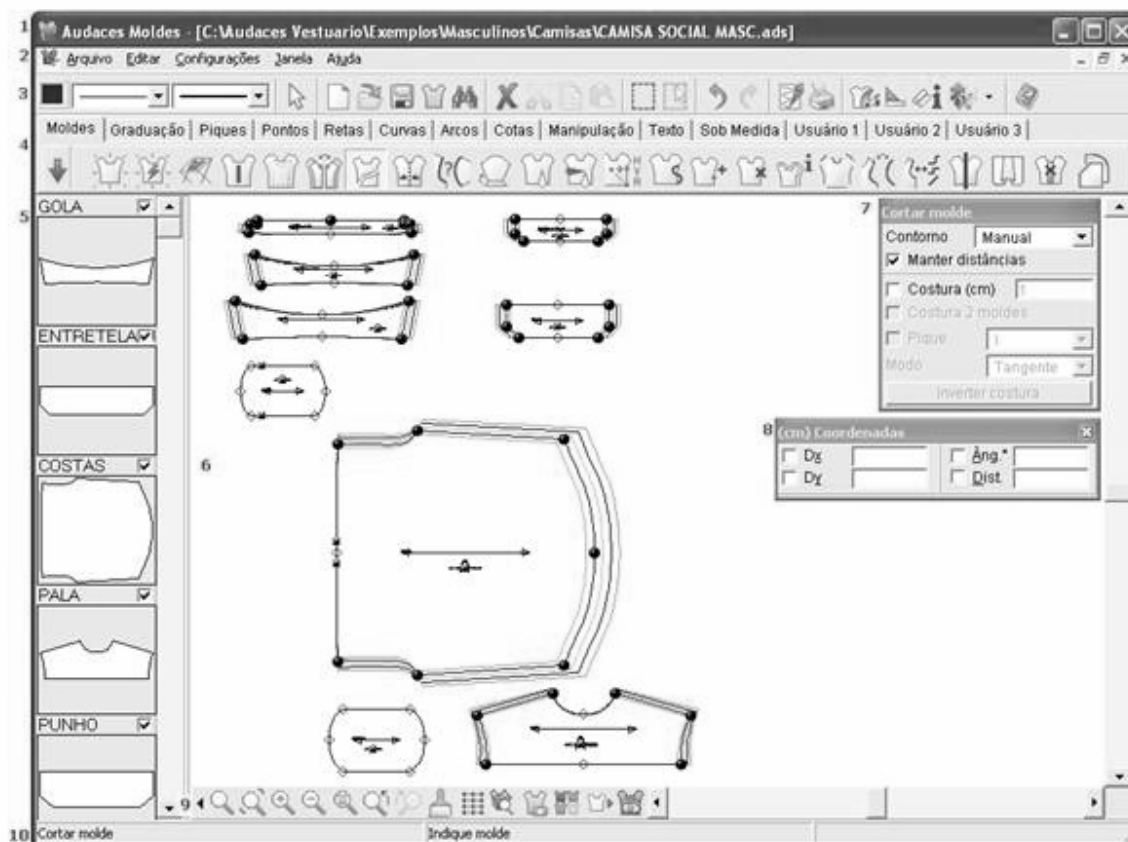 1 Audaces Moldes - [C:\Audaces Vestuario\Exemplos\Masculinos\Camisas\CAMISA SOCIAL MASC.ads]
2 Arquivo Editar Configurações Janela Ajuda
3
Moldes Graduação Piques Pontos Retas Curvas Arcos Cotas Manipulação Texto Sob Medida Usuário 1 Usuário 2 Usuário 3
4
5 GOLA
ENTRETELA
COSTAS
PALA
PUNHO
6
7 Cortar molde
Contorno Manual
Manter distâncias
Costura (cm) 1
Costura 2 moldes
Pique 1
Modo Tangente
Inverter costura
8 (cm) Coordenadas
Dx Âng.°
Dy Dist.
9
10 Cortar molde Indique molde